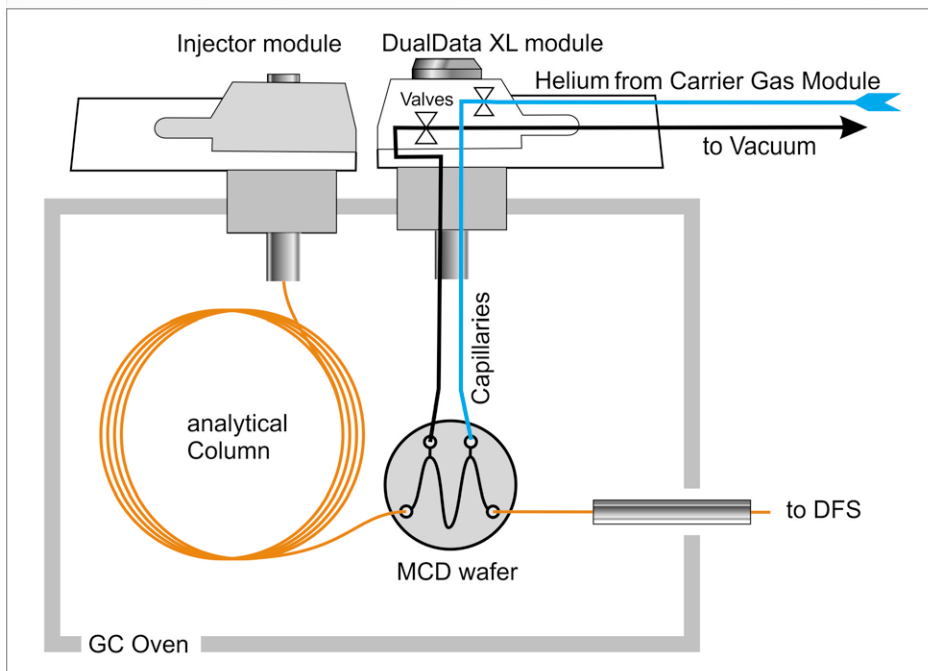 Injector module
DualData XL module
Helium from Carrier Gas Module
Valves
to Vacuum
Capillaries
analytical
Column
to DFS
MCD wafer
GC Oven